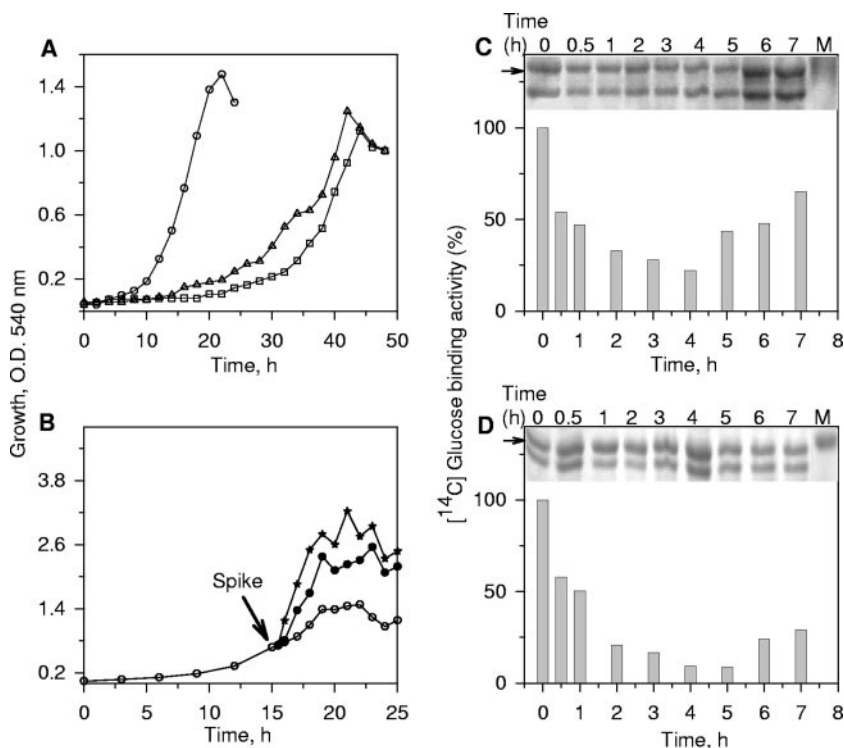 A
1.4
1.0
0.6
0.2
0 10 20 30 40 50
Time, h
Growth, O.D. 540 nm
B
3.8
2.6
1.4
0.2
Spike
0 5 10 15 20 25
Time, h
Time
(h)
0 0.5 1 2 3 4 5 6 7 M
C
100
50
0
0 1 2 3 4 5 6 7 8
Time, h
[14C] Glucose binding activity (%)
Time
(h)
0 0.5 1 2 3 4 5 6 7 M
D
100
50
0
0 1 2 3 4 5 6 7 8
Time, h